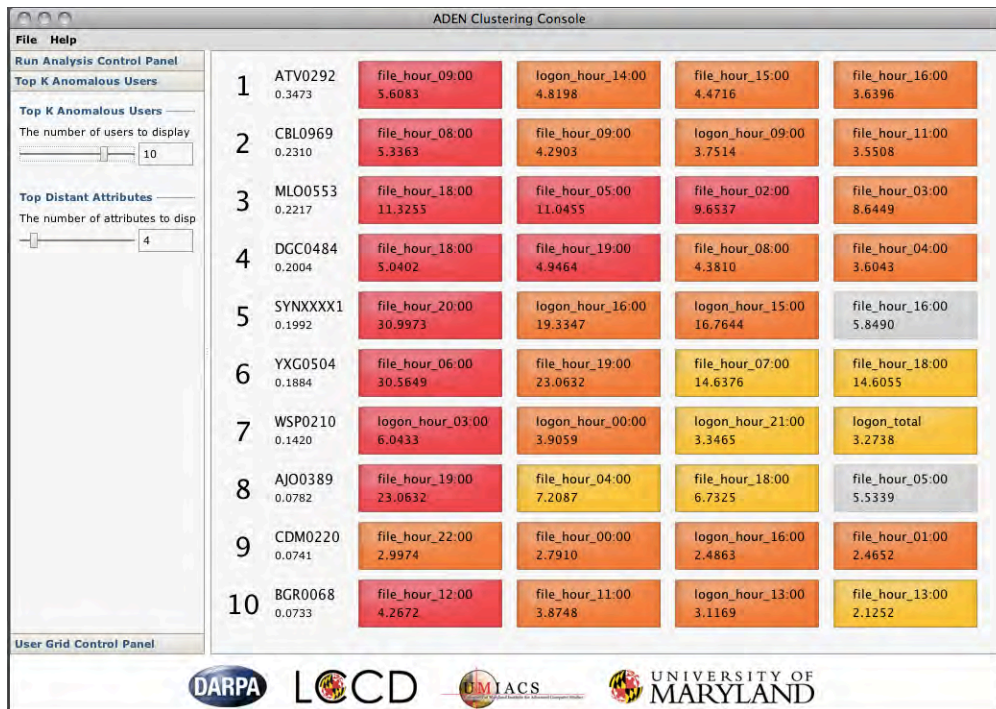 ADEN Clustering Console
File Help
Run Analysis Control Panel
Top K Anomalous Users
Top K Anomalous Users
The number of users to display
10
Top Distant Attributes
The number of attributes to disp
4
1
ATV0292
0.3473
file_hour_09:00
5.6083
logon_hour_14:00
4.8198
file_hour_15:00
4.4716
file_hour_16:00
3.6396
2
CBL0969
0.2310
file_hour_08:00
5.3363
file_hour_09:00
4.2903
logon_hour_09:00
3.7514
file_hour_11:00
3.5508
3
MLO0553
0.2217
file_hour_18:00
11.3255
file_hour_05:00
11.0455
file_hour_02:00
9.6537
file_hour_03:00
8.6449
4
DGC0484
0.2004
file_hour_18:00
5.0402
file_hour_19:00
4.9464
file_hour_08:00
4.3810
file_hour_04:00
3.6043
5
SYNXXXX1
0.1992
file_hour_20:00
30.9973
logon_hour_16:00
19.3347
logon_hour_15:00
16.7644
file_hour_16:00
5.8490
6
YXG0504
0.1884
file_hour_06:00
30.5649
file_hour_19:00
23.0632
file_hour_07:00
14.6376
file_hour_18:00
14.6055
7
WSP0210
0.1420
logon_hour_03:00
6.0433
logon_hour_00:00
3.9059
logon_hour_21:00
3.3465
logon_total
3.2738
8
AJO0389
0.0782
file_hour_19:00
23.0632
file_hour_04:00
7.2087
file_hour_18:00
6.7325
file_hour_05:00
5.5339
9
CDM0220
0.0741
file_hour_22:00
2.9974
file_hour_00:00
2.7910
logon_hour_16:00
2.4863
file_hour_01:00
2.4652
10
BGR0068
0.0733
file_hour_12:00
4.2672
file_hour_11:00
3.8748
logon_hour_13:00
3.1169
file_hour_13:00
2.1252
User Grid Control Panel
DARPA
LCCD
UMIACS
UNIVERSITY OF
MARYLAND